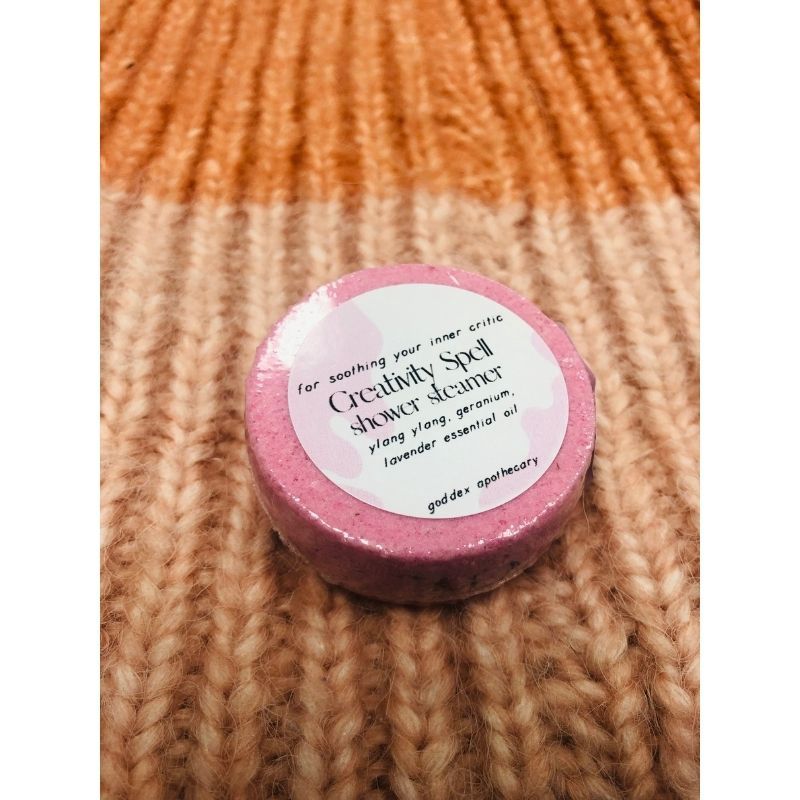 for soothing your inner critic
Creativity Spell
shower steamer
ylang ylang, geranium,
lavender essential oil
goddex apothecary